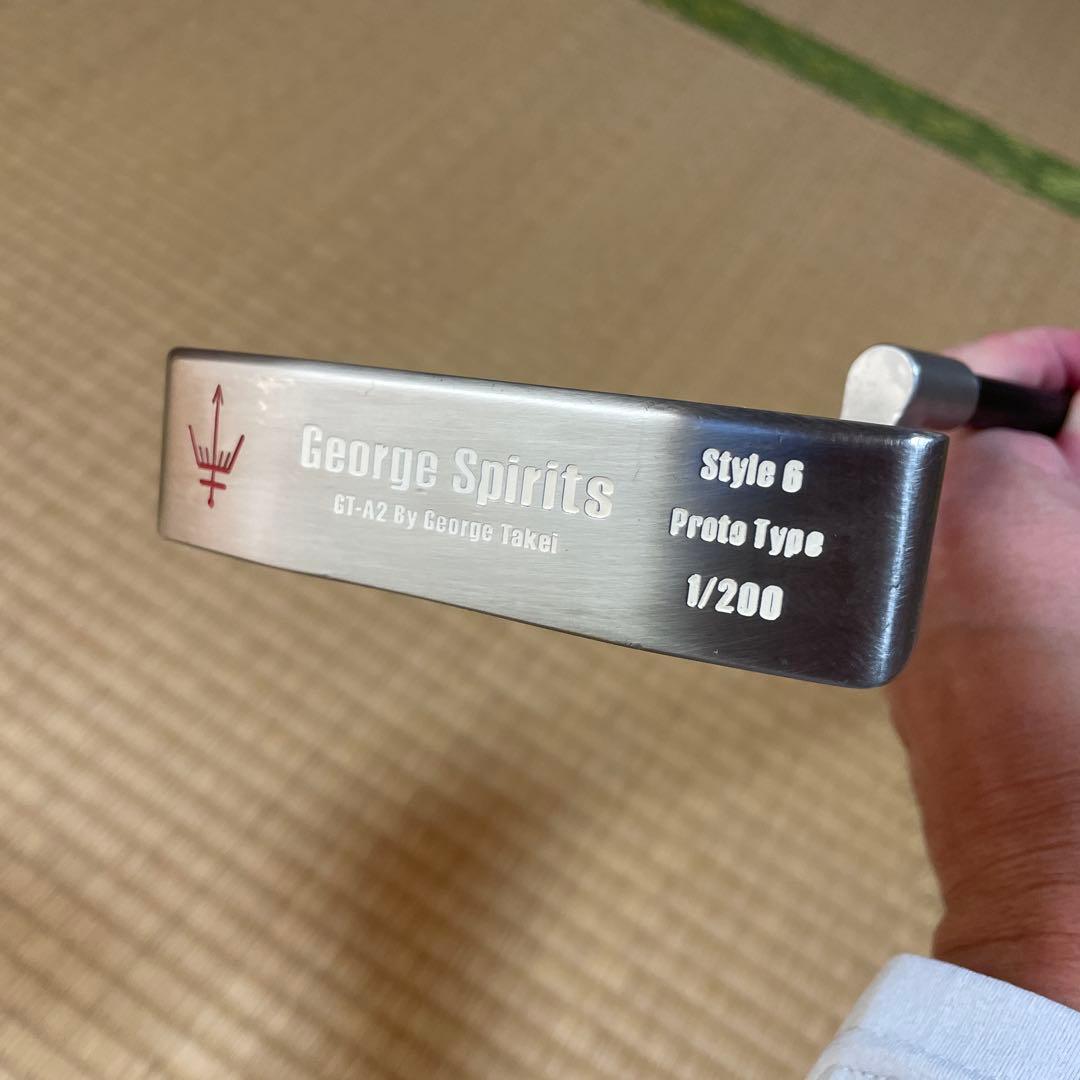 George Spirits
GT-A2 By George Takei
Style 6
Proto Type
1/200